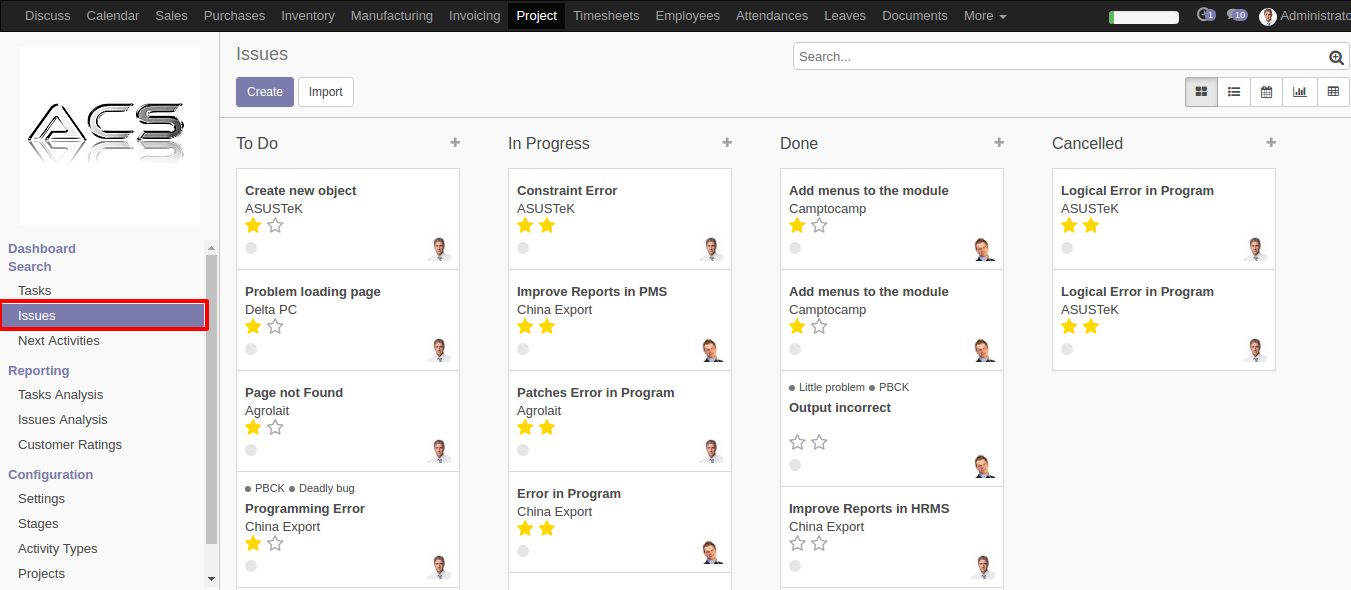 Discuss Calendar Sales Purchases Inventory Manufacturing Invoicing Project Timesheets Employees Attendances Leaves Documents More 1 10 Administrato
ACS
Dashboard
Search
Tasks
Issues
Next Activities
Reporting
Tasks Analysis
Issues Analysis
Customer Ratings
Configuration
Settings
Stages
Activity Types
Projects
Issues
Search...
Create Import
To Do
Create new object
ASUSTeK
Problem loading page
Delta PC
Page not Found
Agrolait
PBCK Deadly bug
Programming Error
China Export
In Progress
Constraint Error
ASUSTeK
Improve Reports in PMS
China Export
Patches Error in Program
Agrolait
Error in Program
China Export
Done
Add menus to the module
Camptocamp
Add menus to the module
Camptocamp
Little problem PBCK
Output incorrect
Improve Reports in HRMS
China Export
Cancelled
Logical Error in Program
ASUSTeK
Logical Error in Program
ASUSTeK